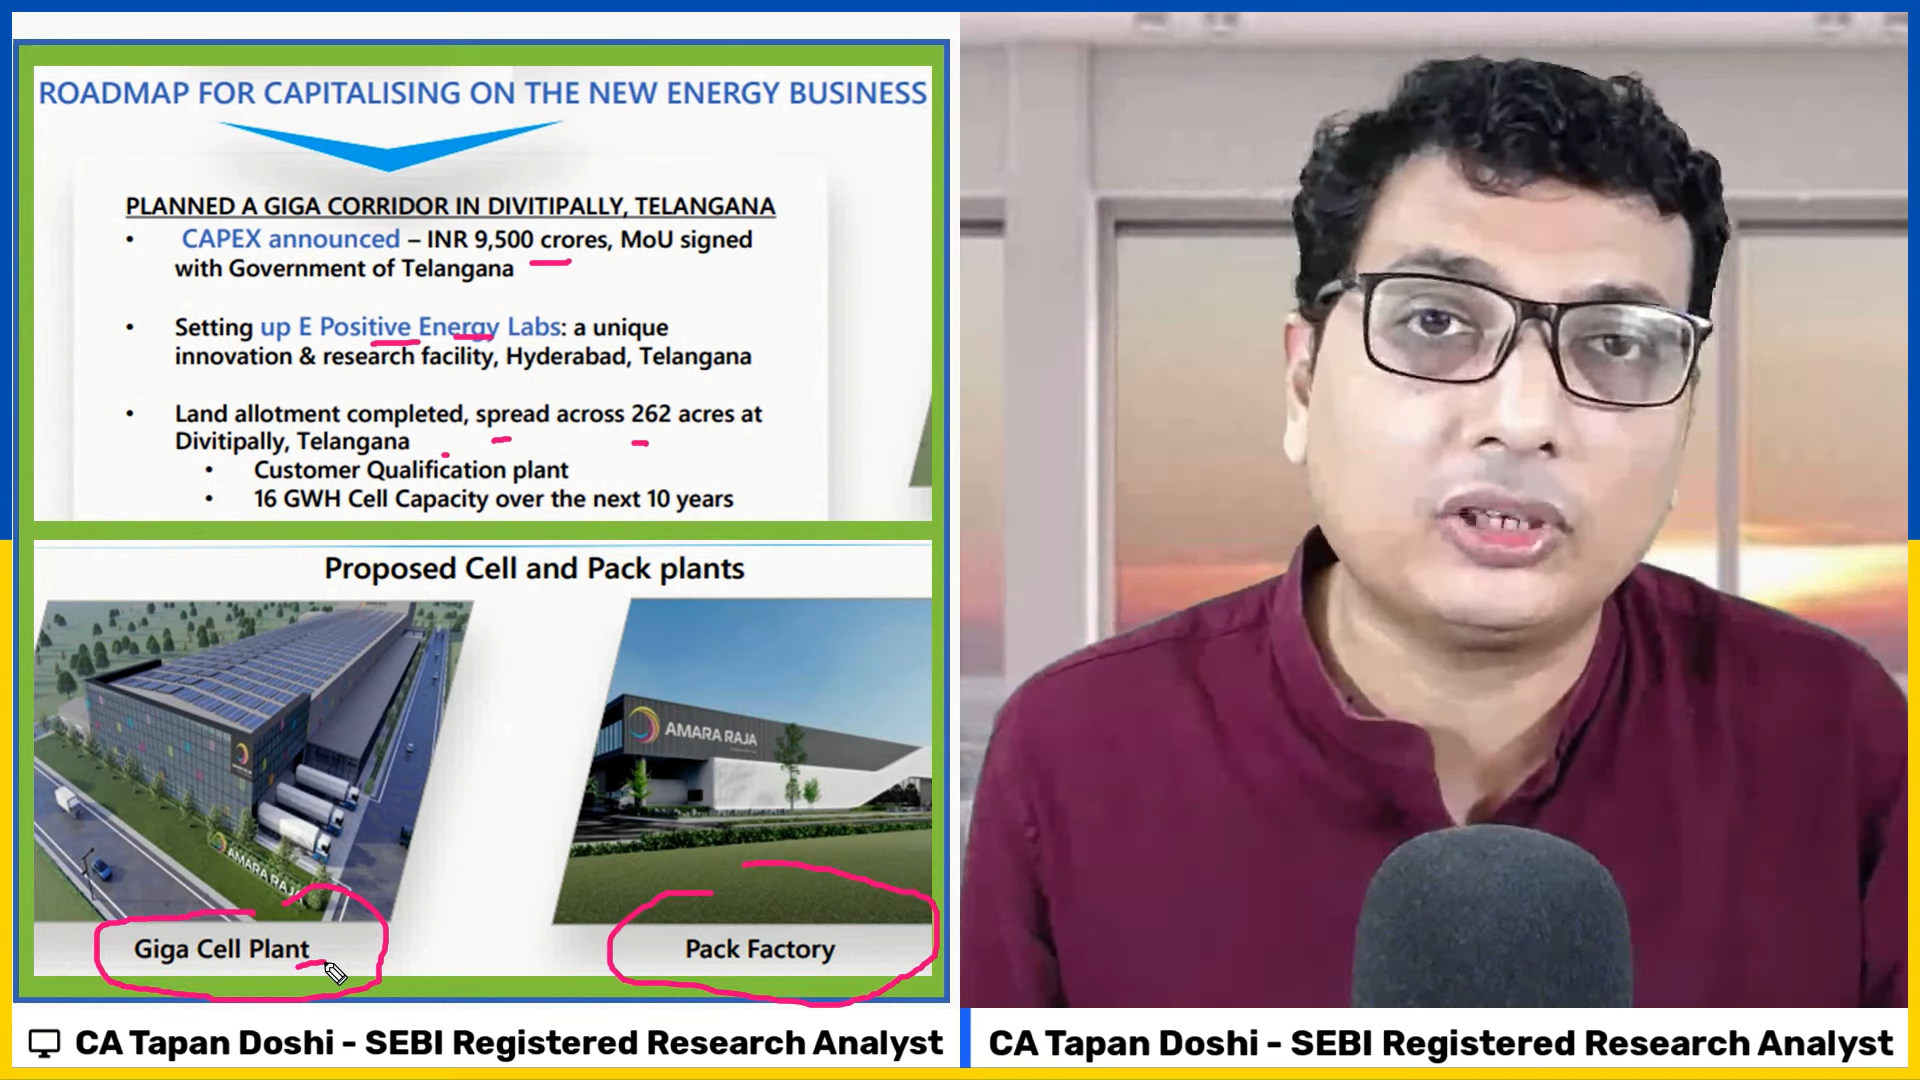 ROADMAP FOR CAPITALISING ON THE NEW ENERGY BUSINESS
PLANNED A GIGA CORRIDOR IN DIVITIPALLY, TELANGANA
• CAPEX announced – INR 9,500 crores, MoU signed
with Government of Telangana
• Setting up E Positive Energy Labs: a unique
innovation & research facility, Hyderabad, Telangana
• Land allotment completed, spread across 262 acres at
Divitipally, Telangana
• Customer Qualification plant
• 16 GWH Cell Capacity over the next 10 years
Proposed Cell and Pack plants
AMARA RAJA
AMARA RAJA
Giga Cell Plant
Pack Factory
CA Tapan Doshi - SEBI Registered Research Analyst
CA Tapan Doshi - SEBI Registered Research Analyst